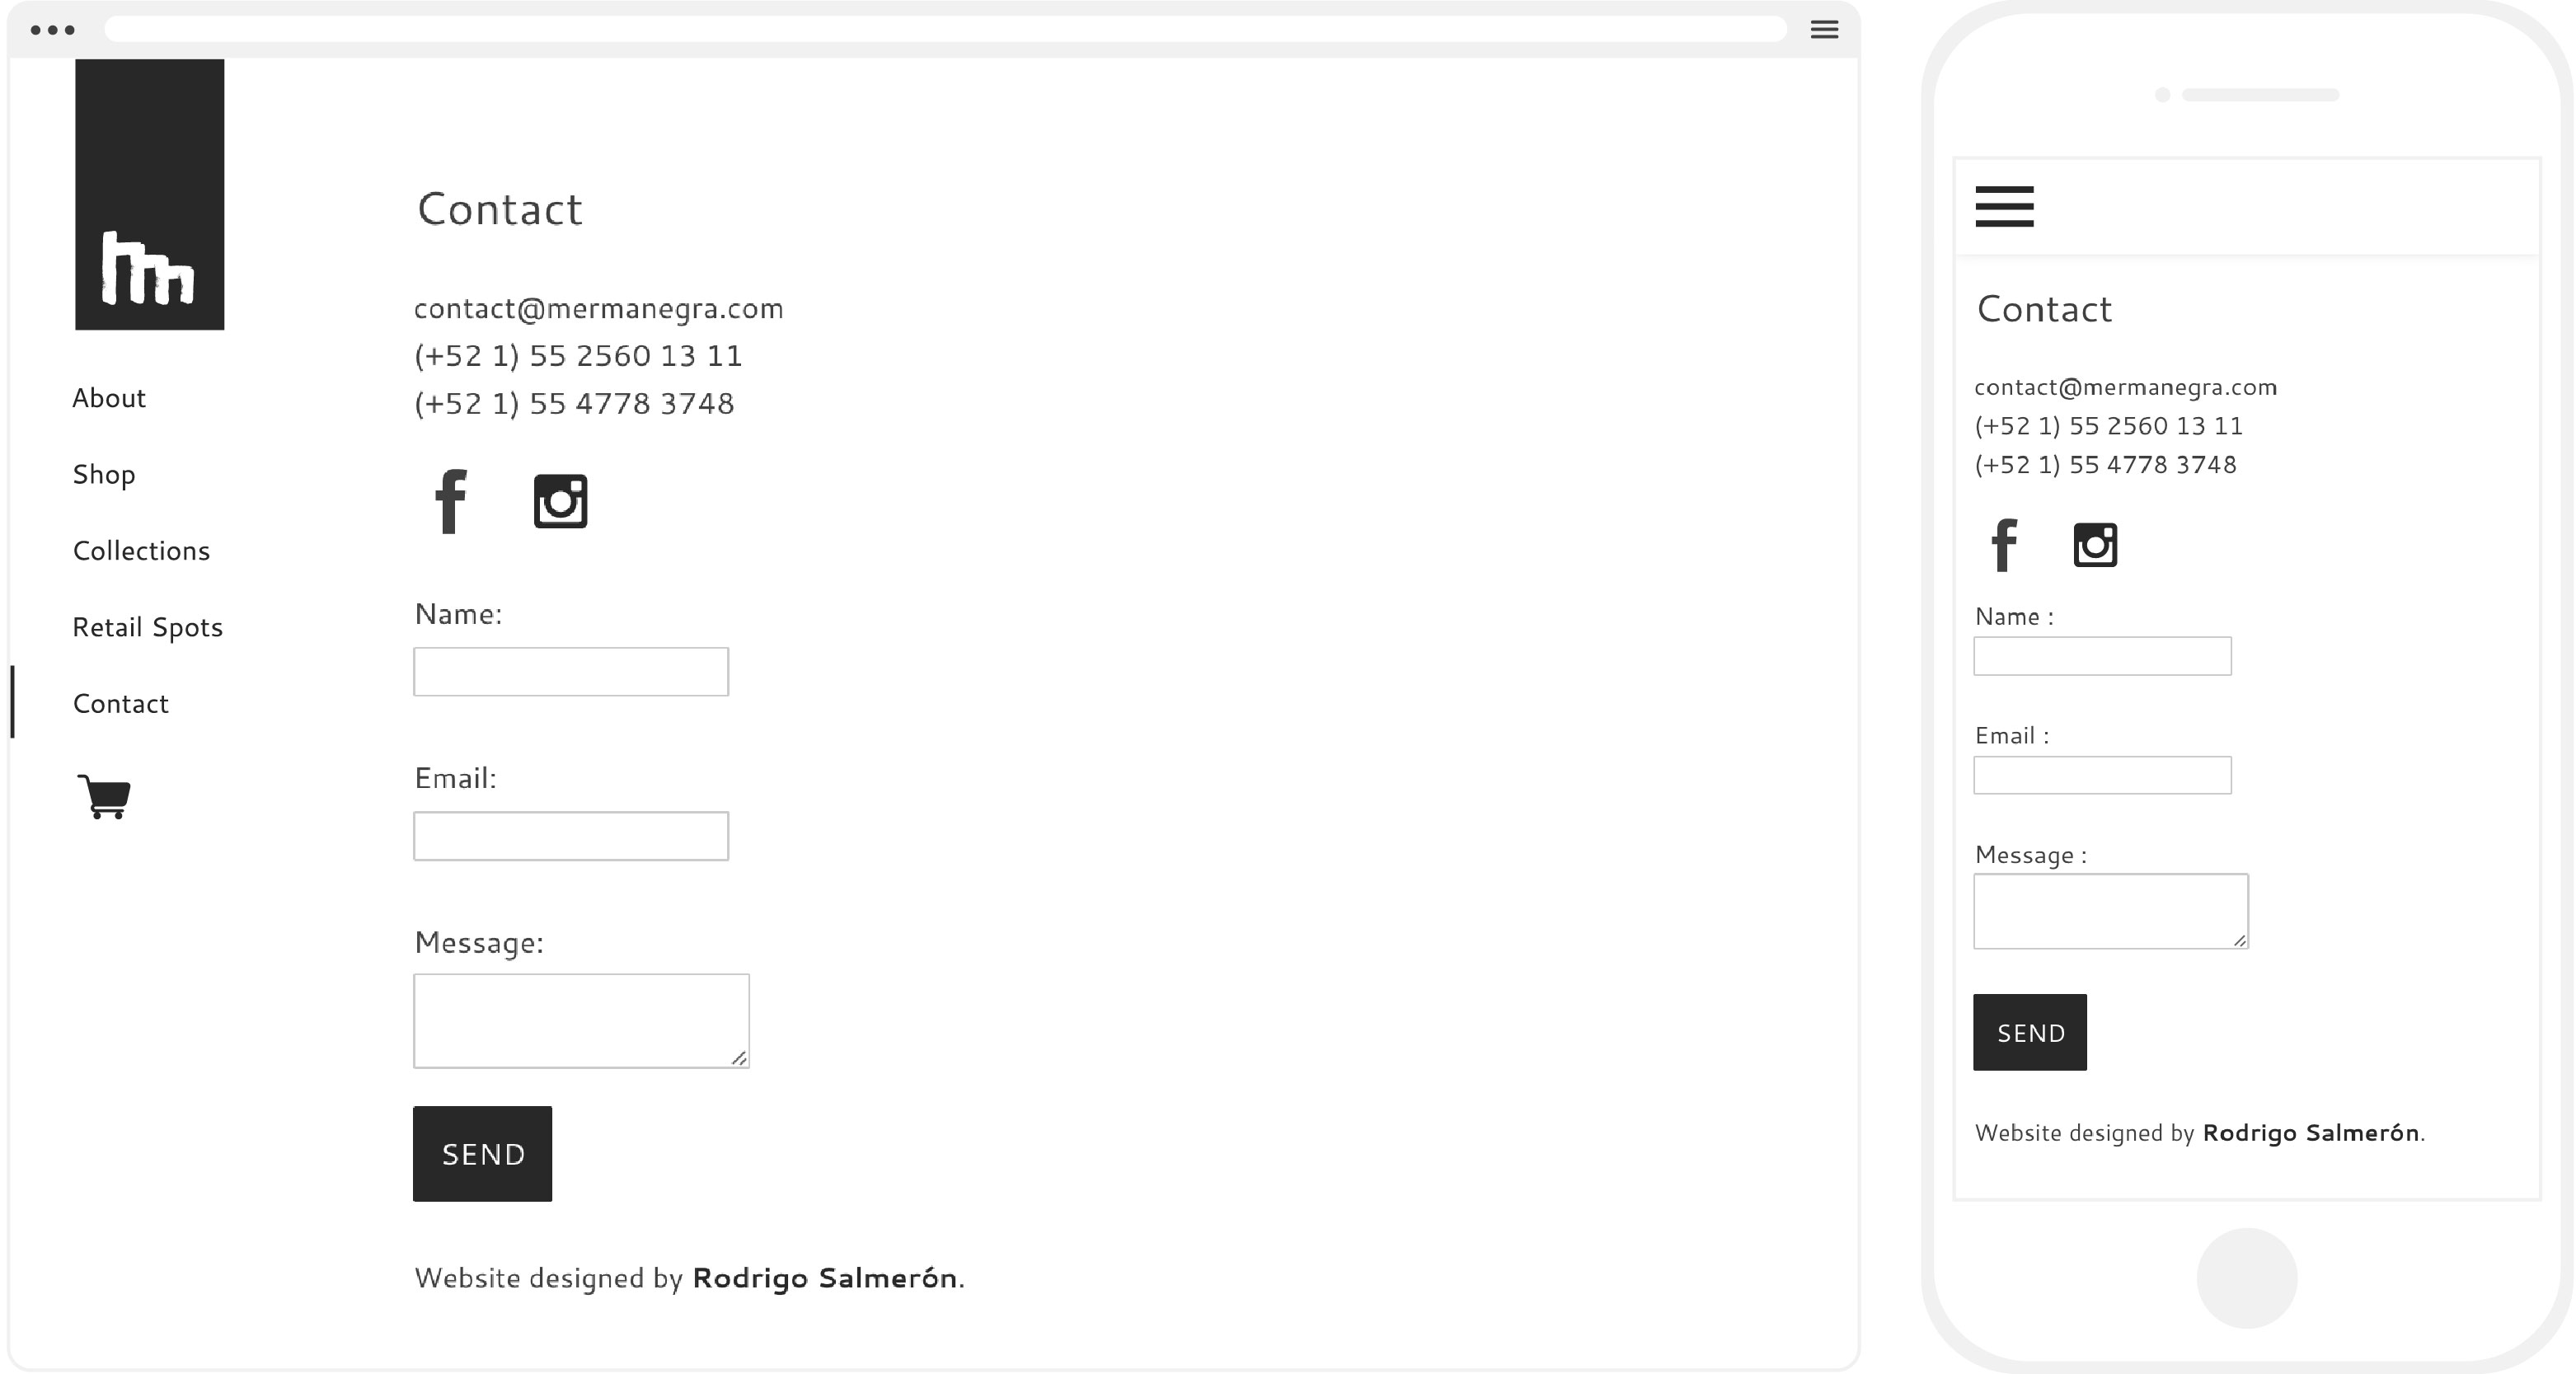 About
Shop
Collections
Retail Spots
Contact
Contact
contact@mermanegra.com
(+52 1) 55 2560 13 11
(+52 1) 55 4778 3748
Name:
Email:
Message:
SEND
Website designed by Rodrigo Salmerón.
Contact
contact@mermanegra.com
(+52 1) 55 2560 13 11
(+52 1) 55 4778 3748
Name :
Email :
Message :
SEND
Website designed by Rodrigo Salmerón.